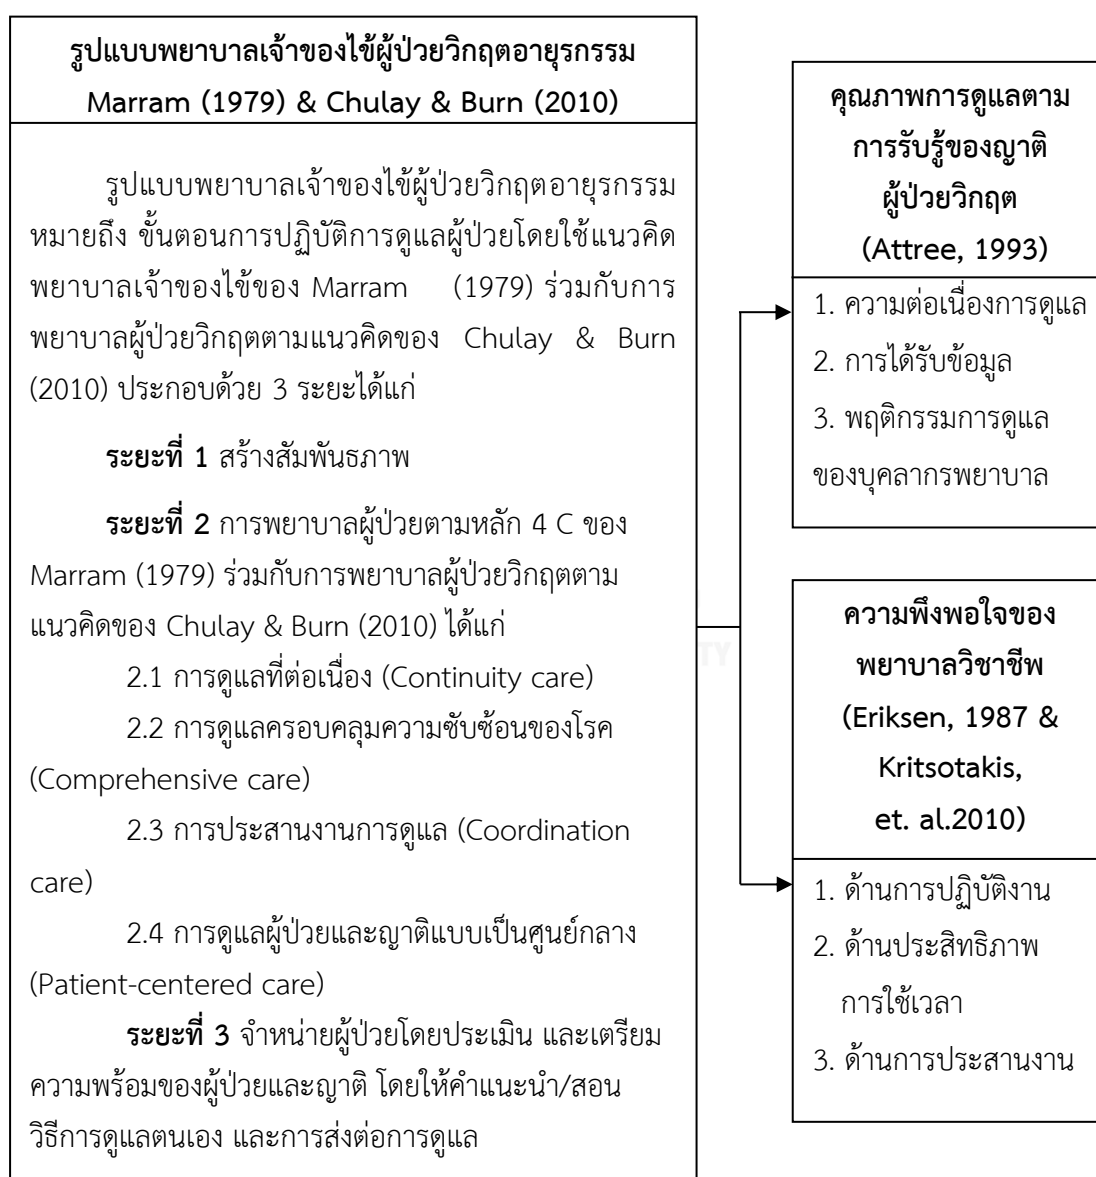 รูปแบบพยาบาลเจ้าของไข้ผู้ป่วยวิกฤตอายุรกรรม
Marram (1979) & Chulay & Burn (2010)
รูปแบบพยาบาลเจ้าของไข้ผู้ป่วยวิกฤตอายุรกรรม
หมายถึง ขั้นตอนการปฏิบัติการดูแลผู้ป่วยโดยใช้แนวคิด
พยาบาลเจ้าของไข้ของ Marram (1979) ร่วมกับการ
พยาบาลผู้ป่วยวิกฤตตามแนวคิดของ Chulay & Burn
(2010) ประกอบด้วย 3 ระยะได้แก่
ระยะที่ 1 สร้างสัมพันธภาพ
ระยะที่ 2 การพยาบาลผู้ป่วยตามหลัก 4 C ของ
Marram (1979) ร่วมกับการพยาบาลผู้ป่วยวิกฤตตาม
แนวคิดของ Chulay & Burn (2010) ได้แก่
2.1 การดูแลที่ต่อเนื่อง (Continuity care)
2.2 การดูแลครอบคลุมความซับซ้อนของโรค
(Comprehensive care)
2.3 การประสานงานการดูแล (Coordination
care)
2.4 การดูแลผู้ป่วยและญาติแบบเป็นศูนย์กลาง
(Patient-centered care)
ระยะที่ 3 จำหน่ายผู้ป่วยโดยประเมิน และเตรียม
ความพร้อมของผู้ป่วยและญาติ โดยให้คำแนะนำ/สอน
วิธีการดูแลตนเอง และการส่งต่อการดูแล
คุณภาพการดูแลตาม
การรับรู้ของญาติ
ผู้ป่วยวิกฤต
(Attree, 1993)
1. ความต่อเนื่องการดูแล
2. การได้รับข้อมูล
3. พฤติกรรมการดูแล
ของบุคลากรพยาบาล
ความพึงพอใจของ
พยาบาลวิชาชีพ
(Eriksen, 1987 &
Kritsotakis,
et. al.2010)
1. ด้านการปฏิบัติงาน
2. ด้านประสิทธิภาพ
การใช้เวลา
3. ด้านการประสานงาน
TY